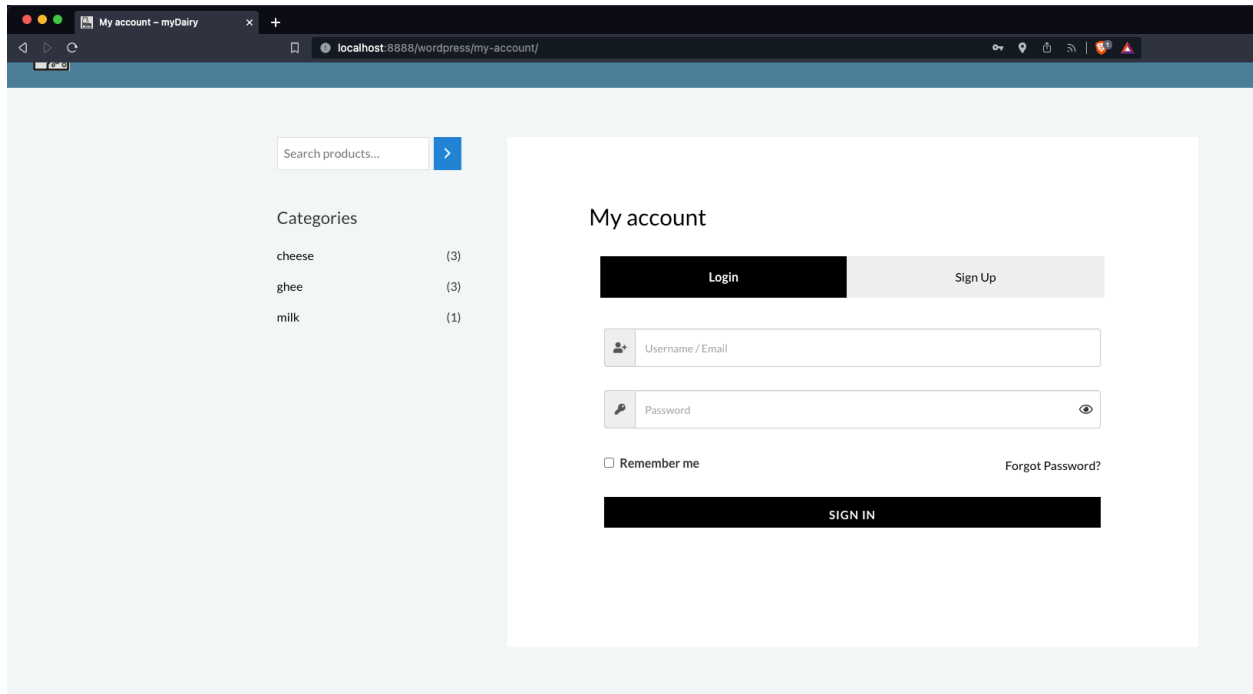 My account – myDairy
localhost:8888/wordpress/my-account/
Search products...
Categories
cheese (3)
ghee (3)
milk (1)
My account
Login Sign Up
Username / Email
Password
Remember me Forgot Password?
SIGN IN